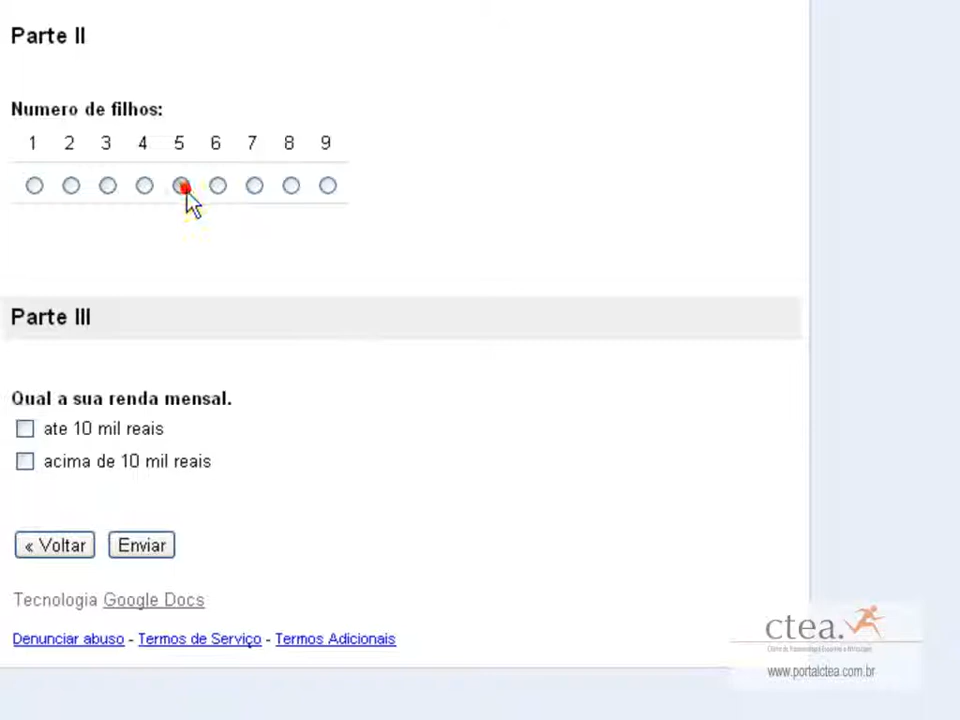 Parte II
Numero de filhos:
1 2 3 4 5 6 7 8 9
Parte III
Qual a sua renda mensal.
ate 10 mil reais
acima de 10 mil reais
« Voltar Enviar
Tecnologia Google Docs
Denunciar abuso - Termos de Serviço - Termos Adicionais
ctea.
www.portalctea.com.br